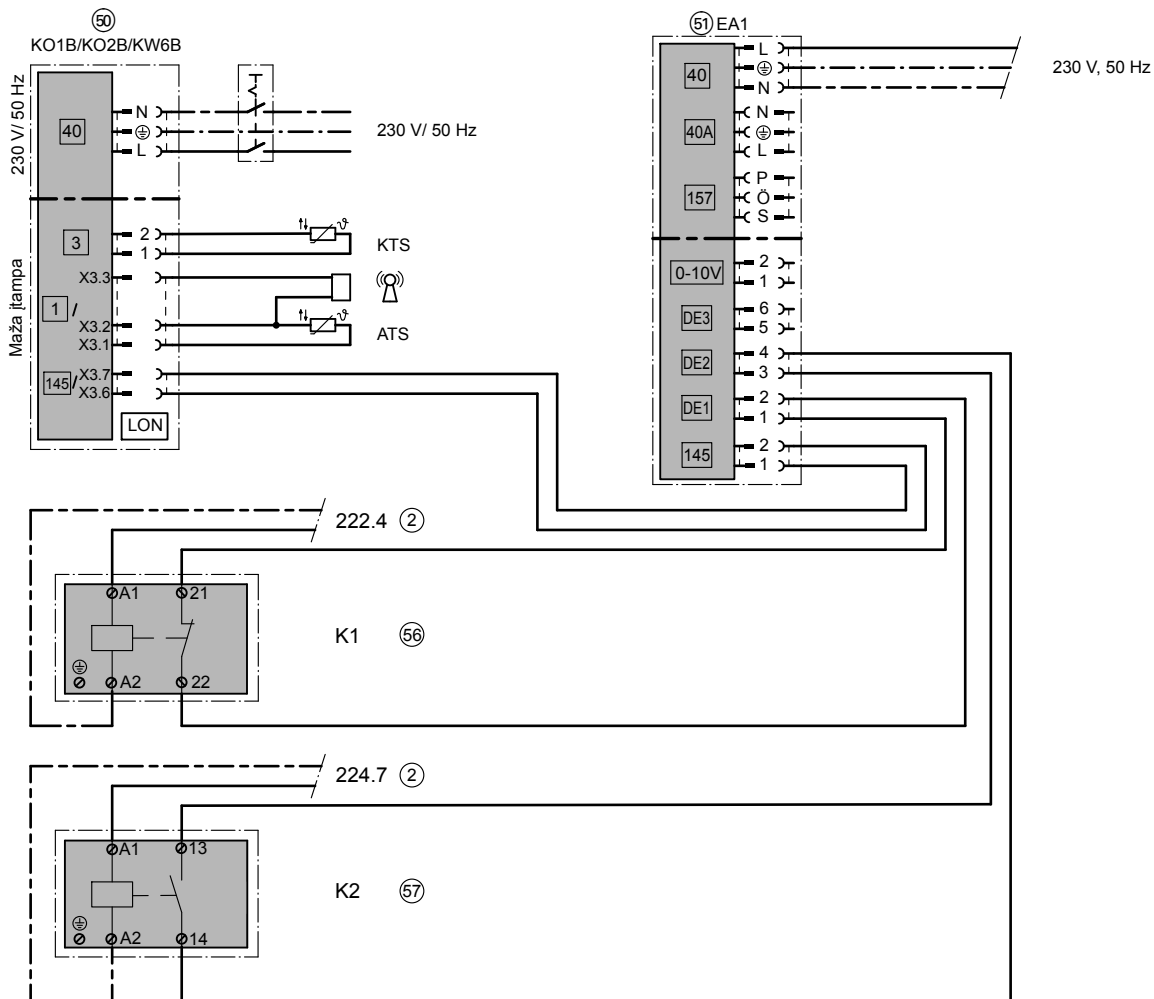 50
KO1B/KO2B/KW6B
230 V/ 50 Hz
40
N
L
230 V/ 50 Hz
Maža įtampa
3
2
1
KTS
X3.3
1 /
X3.2
X3.1
ATS
145 /
X3.7
X3.6
LON
51 EA1
40
L
N
230 V, 50 Hz
40A
N
L
157
P
Ö
S
0-10V
2
1
DE3
6
5
DE2
4
3
DE1
2
1
145
2
1
222.4 2
A1
21
K1 56
A2
22
224.7 2
A1
13
K2 57
A2
14